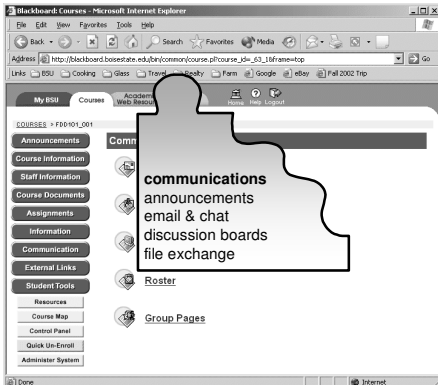 Blackboard: Courses - Microsoft Internet Explorer
File Edit View Favorites Tools Help
Back Search Favorites Media
Address http://blackboard.boisestate.edu/bin/common/course.pl?course_id=_63_1&frame=top Go
Links BSU Cooking Glass Travel Realty Farm Google eBay Fall 2002 Trip
My BSU Courses Academ
Web Resour
Home Help Logout
COURSES > FDD101_001
Announcements
Course Information
Staff Information
Course Documents
Assignments
Information
Communication
External Links
Student Tools
Resources
Course Map
Control Panel
Quick Un-Enroll
Administer System
Comm
communications
announcements
email & chat
discussion boards
file exchange
Roster
Group Pages
Done Internet